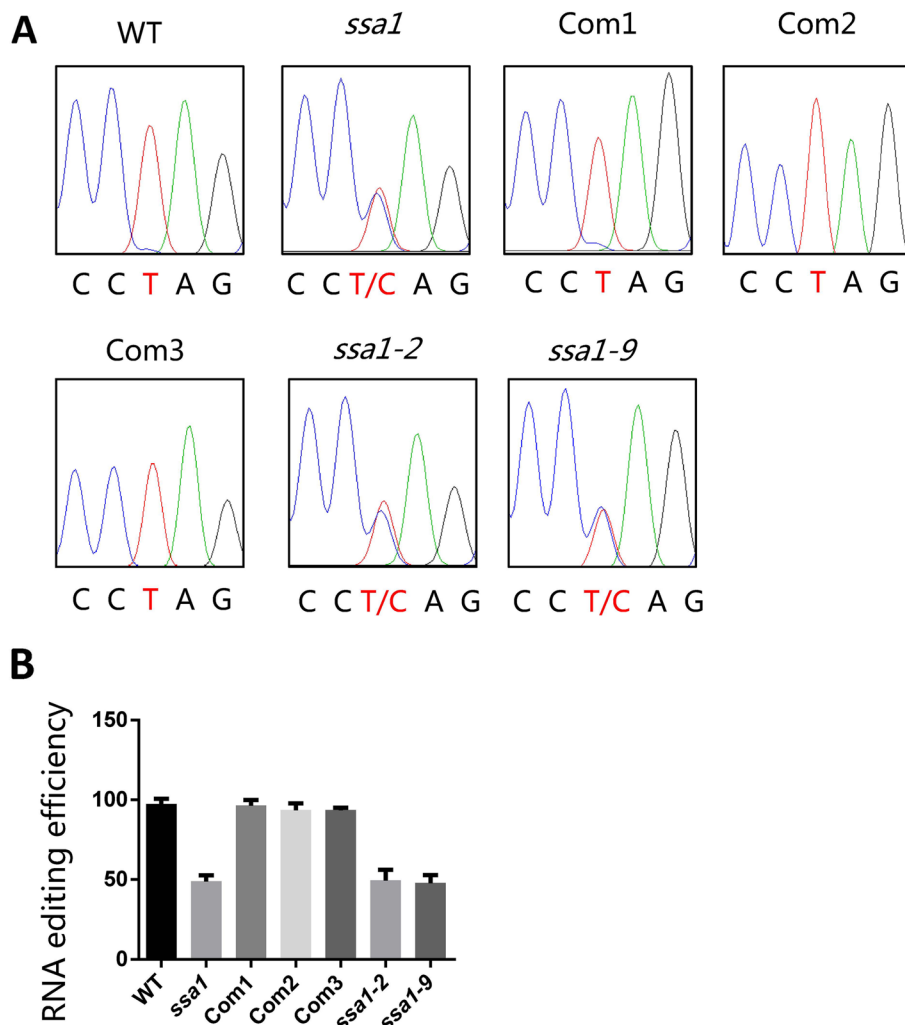 A
WT ssa1 Com1 Com2
C C T A G C C T/C A G C C T A G C C T A G
Com3 ssa1-2 ssa1-9
C C T A G C C T/C A G C C T/C A G
B
RNA editing efficiency
150
100
50
0
WT ssa1 Com1 Com2 Com3 ssa1-2 ssa1-9